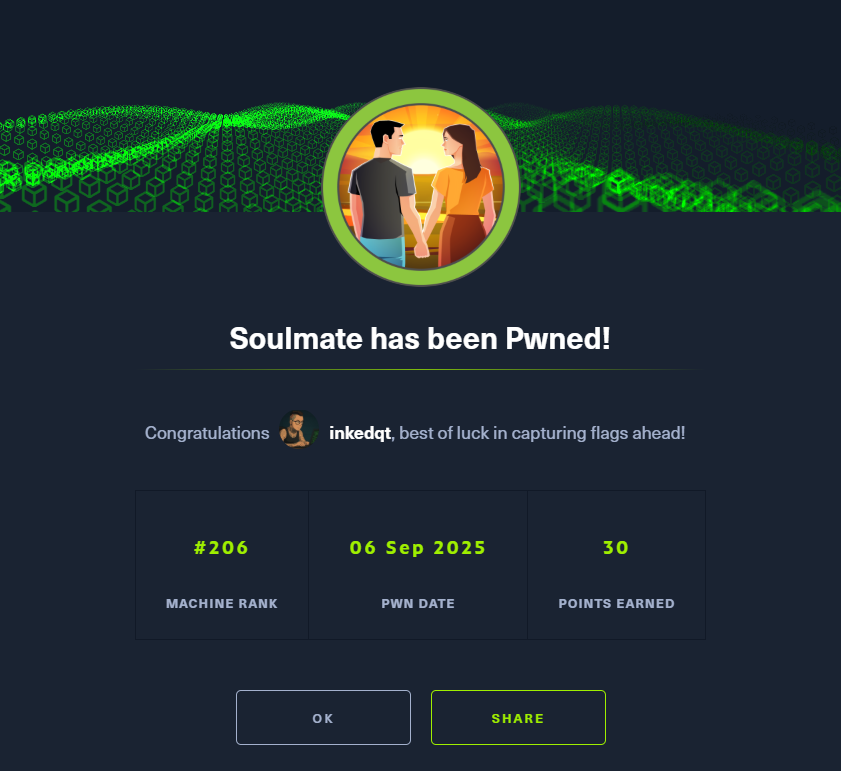 Soulmate has been Pwned!
Congratulations inkedqt, best of luck in capturing flags ahead!
#206 06 Sep 2025 30
MACHINE RANK PWN DATE POINTS EARNED
OK SHARE